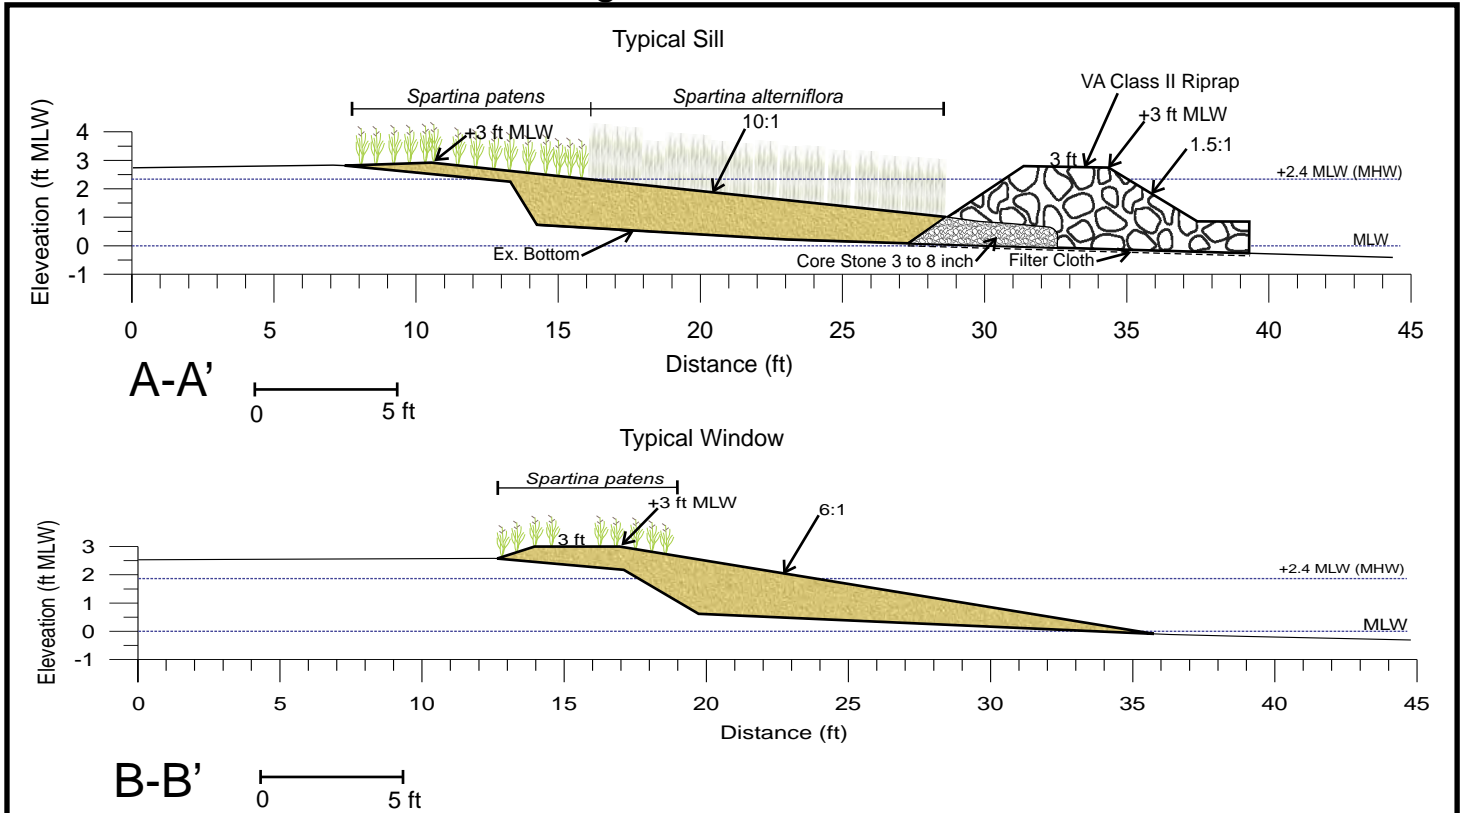 Typical Sill
VA Class II Riprap
Spartina patens
Spartina alterniflora
+3 ft MLW
10:1
+3 ft MLW
1.5:1
3 ft
+2.4 MLW (MHW)
MLW
Ex. Bottom
Core Stone 3 to 8 inch
Filter Cloth
Eleveation (ft MLW)
4
3
2
1
0
-1
0 5 10 15 20 25 30 35 40 45
Distance (ft)
A-A’
0 5 ft
Typical Window
Spartina patens
+3 ft MLW
6:1
3 ft
+2.4 MLW (MHW)
MLW
Eleveation (ft MLW)
3
2
1
0
-1
0 5 10 15 20 25 30 35 40 45
Distance (ft)
B-B’
0 5 ft